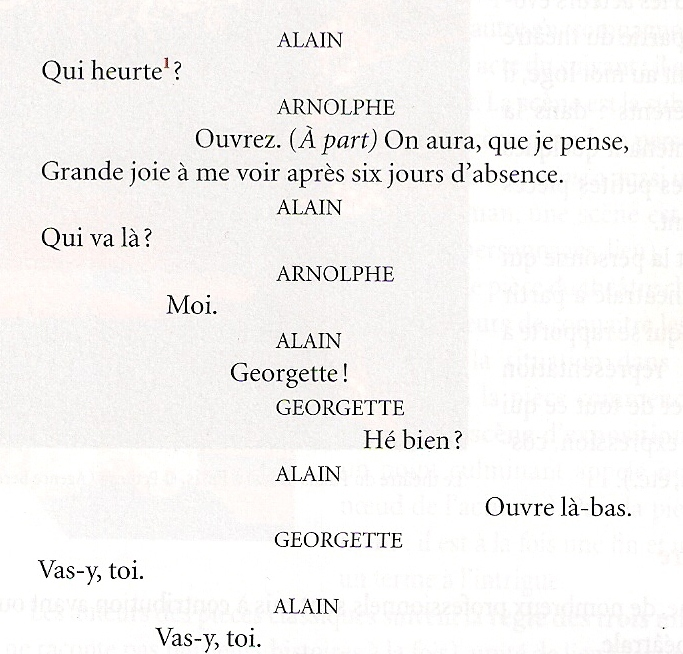 ALAIN
Qui heurte¹ ?
ARNOLPHE
Ouvrez. (À part) On aura, que je pense,
Grande joie à me voir après six jours d'absence.
ALAIN
Qui va là ?
ARNOLPHE
Moi.
ALAIN
Georgette !
GEORGETTE
Hé bien ?
ALAIN
Ouvre là-bas.
GEORGETTE
Vas-y, toi.
ALAIN
Vas-y, toi.